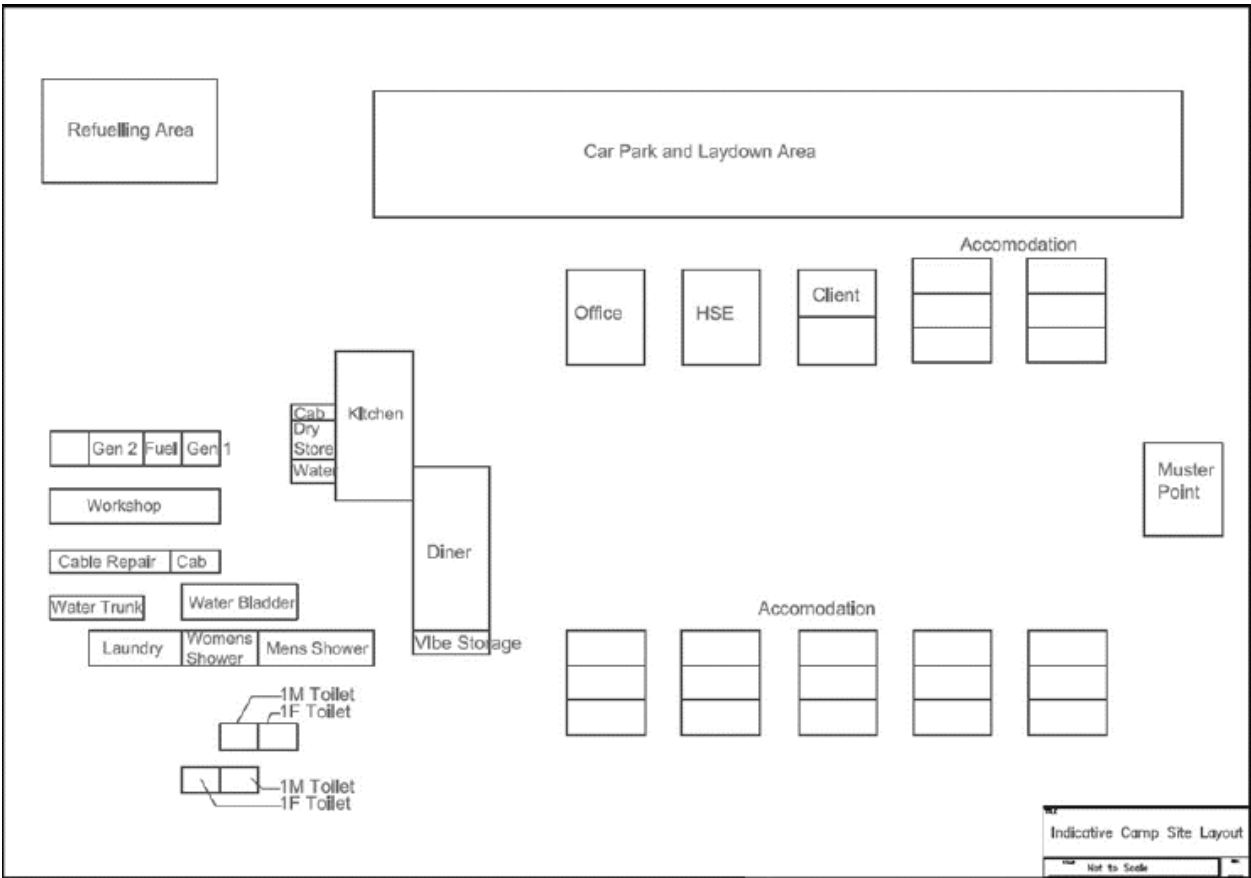 Refuelling Area
Car Park and Laydown Area
Accomodation
Office
HSE
Client
Cab
Dry
Store
Water
Kitchen
Gen 2
Fuel
Gen 1
Workshop
Cable Repair
Cab
Water Trunk
Water Bladder
Laundry
Womens
Shower
Mens Shower
Diner
VIbe Storage
Muster
Point
Accomodation
1M Toilet
1F Toilet
1M Toilet
1F Toilet
Indicative Camp Site Layout
Not to Scale